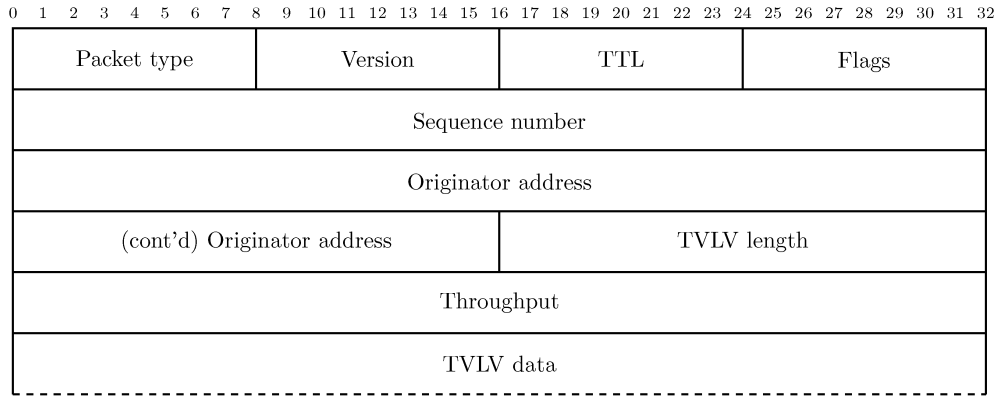 0 1 2 3 4 5 6 7 8 9 10 11 12 13 14 15 16 17 18 19 20 21 22 23 24 25 26 27 28 29 30 31 32
Packet type Version TTL Flags
Sequence number
Originator address
(cont'd) Originator address TVLV length
Throughput
TVLV data